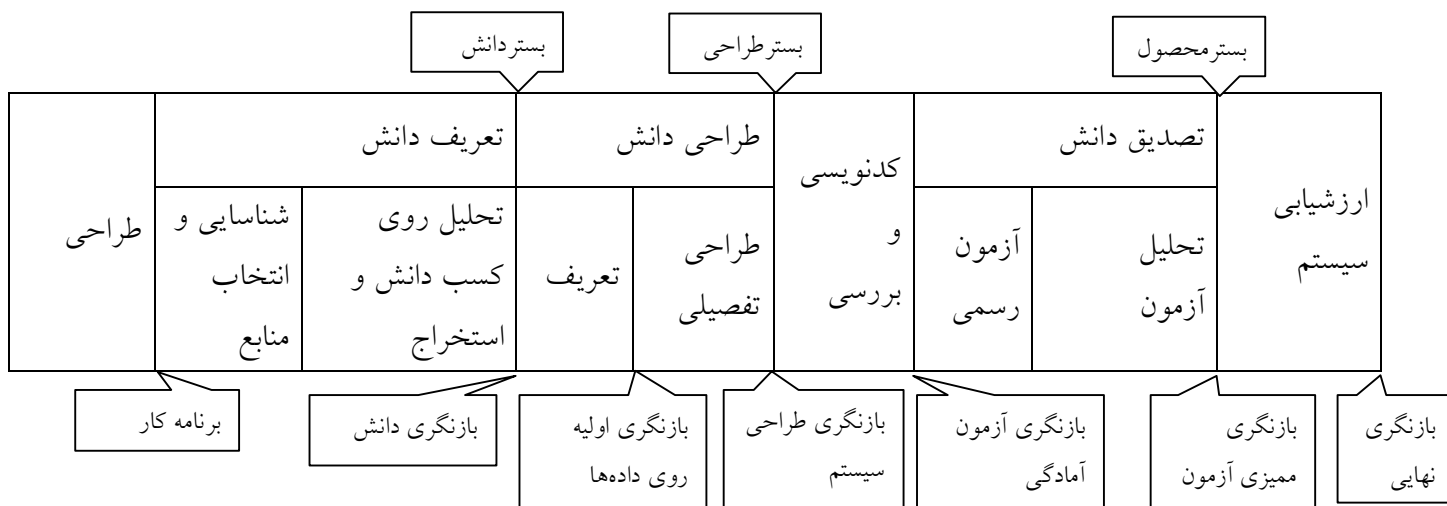 بستردانش
بسترطراحی
بسترمحصول
طراحی
تعریف دانش
طراحی دانش
کدنویسی
و
بررسی
تصدیق دانش
ارزشیابی
سیستم
شناسایی و
انتخاب
منابع
تحلیل روی
کسب دانش و
استخراج
تعریف
طراحی
تفصیلی
آزمون
رسمی
تحلیل
آزمون
برنامه کار
بازنگری دانش
بازنگری اولیه
روی داده‌ها
بازنگری طراحی
سیستم
بازنگری آزمون
آمادگی
بازنگری
ممیزی آزمون
بازنگری
نهایی